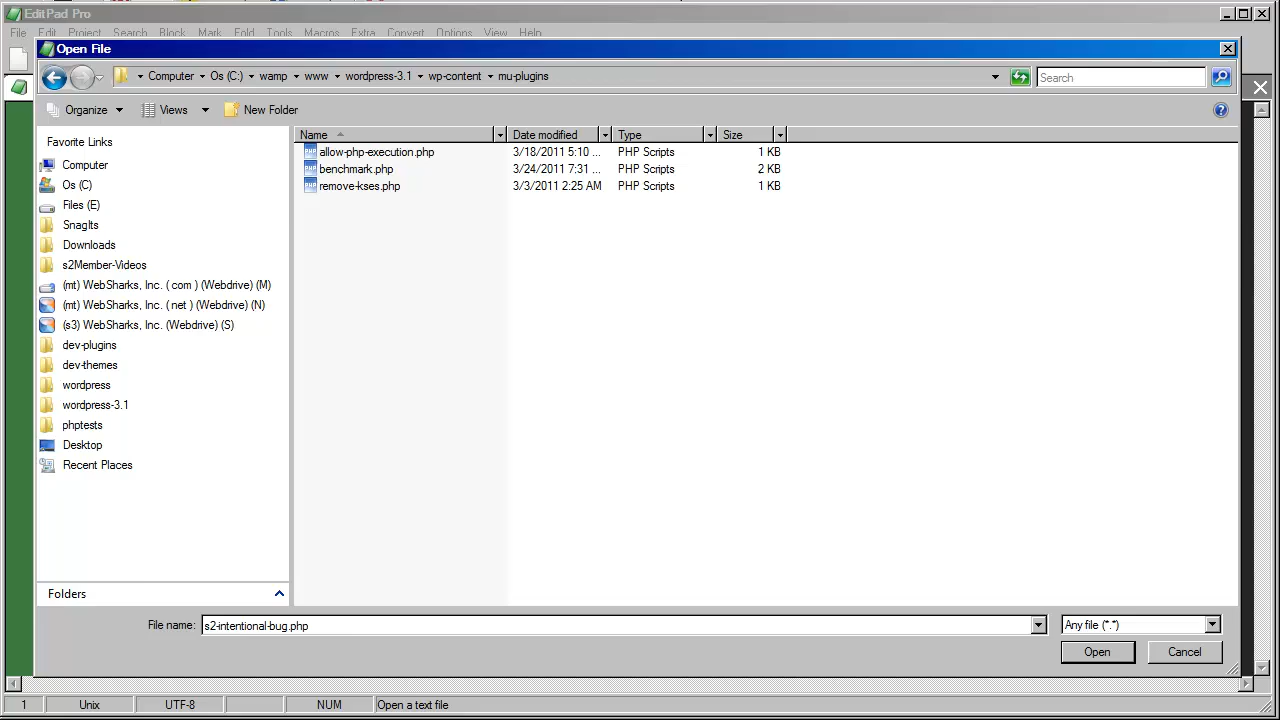 EditPad Pro
File Edit Project Search Block Mark Fold Tools Macros Extra Convert Options View Help
Open File
Computer Os (C:) wamp www wordpress-3.1 wp-content mu-plugins
Search
Organize Views New Folder
Favorite Links
Computer
Os (C)
Files (E)
SnagIts
Downloads
s2Member-Videos
(mt) WebSharks, Inc. ( com ) (Webdrive) (M)
(mt) WebSharks, Inc. ( net ) (Webdrive) (N)
(s3) WebSharks, Inc. (Webdrive) (S)
dev-plugins
dev-themes
wordpress
wordpress-3.1
phptests
Desktop
Recent Places
Folders
Name Date modified Type Size
allow-php-execution.php 3/18/2011 5:10 ... PHP Scripts 1 KB
benchmark.php 3/24/2011 7:31 ... PHP Scripts 2 KB
remove-kses.php 3/3/2011 2:25 AM PHP Scripts 1 KB
File name: s2-intentional-bug.php Any file (*.*)
Open Cancel
1 Unix UTF-8 NUM Open a text file